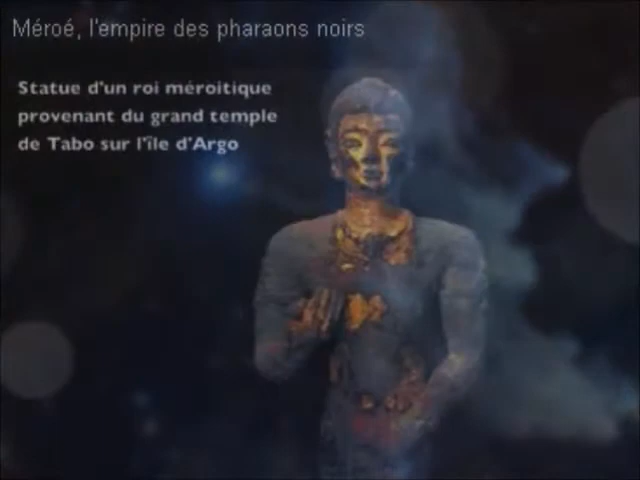 Méroé, l'empire des pharaons noirs
Statue d'un roi méroïtique
provenant du grand temple
de Tabo sur l'île d'Argo